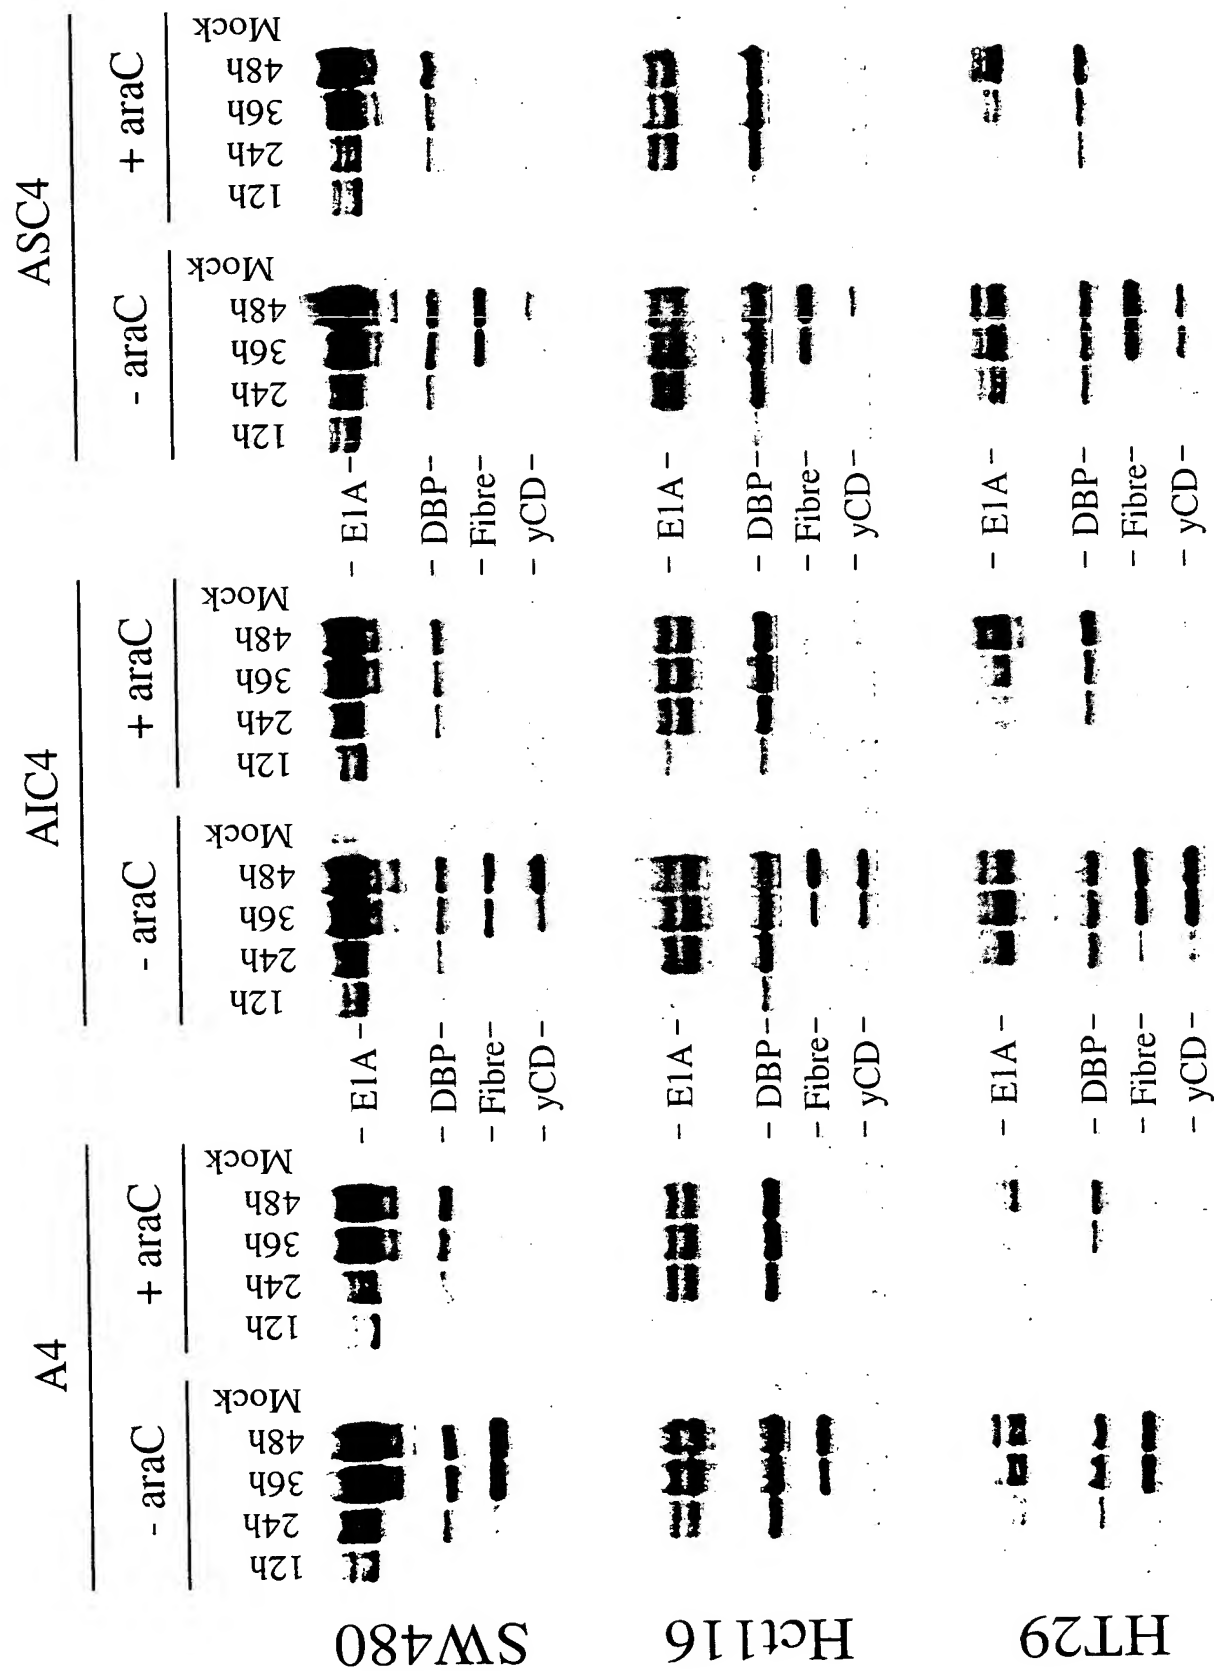 A4 AIC4 ASC4
- araC + araC - araC + araC - araC + araC
12h 24h 36h 48h Mock 12h 24h 36h 48h Mock 12h 24h 36h 48h Mock 12h 24h 36h 48h Mock 12h 24h 36h 48h Mock 12h 24h 36h 48h Mock
SW480
- E1A - - E1A -
- DBP - - DBP -
- Fibre - - Fibre -
- yCD - - yCD -
Hct116
- E1A - - E1A -
- DBP - - DBP -
- Fibre - - Fibre -
- yCD - - yCD -
HT29
- E1A - - E1A -
- DBP - - DBP -
- Fibre - - Fibre -
- yCD - - yCD -